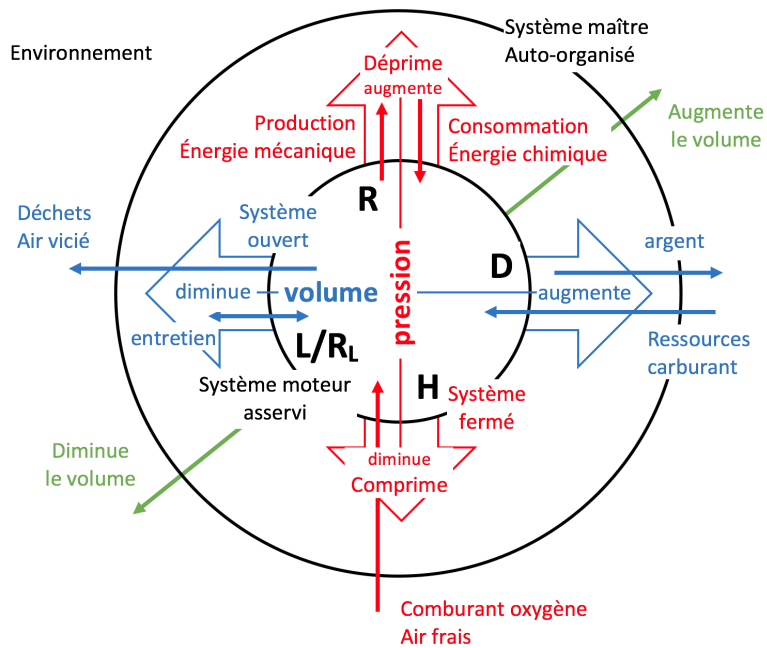 Environnement
Système maître
Auto-organisé
Déprime
augmente
Production
Énergie mécanique
Consommation
Énergie chimique
Augmente
le volume
R
Déchets
Air vicié
Système
ouvert
D
argent
diminue
volume
pression
augmente
entretien
L/RL
Ressources
carburant
Système moteur
asservi
H
Système
fermé
Diminue
le volume
diminue
Comprime
Comburant oxygène
Air frais